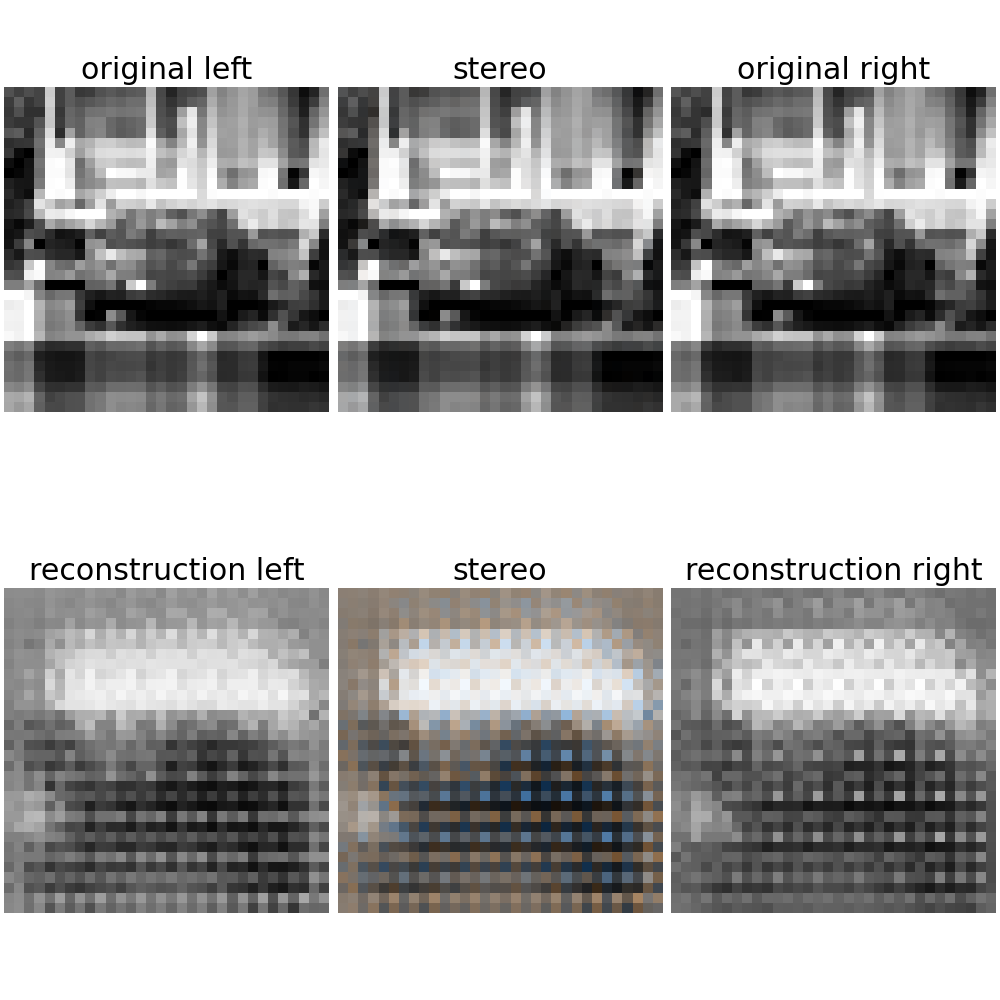 original left
stereo
original right
reconstruction left
stereo
reconstruction right